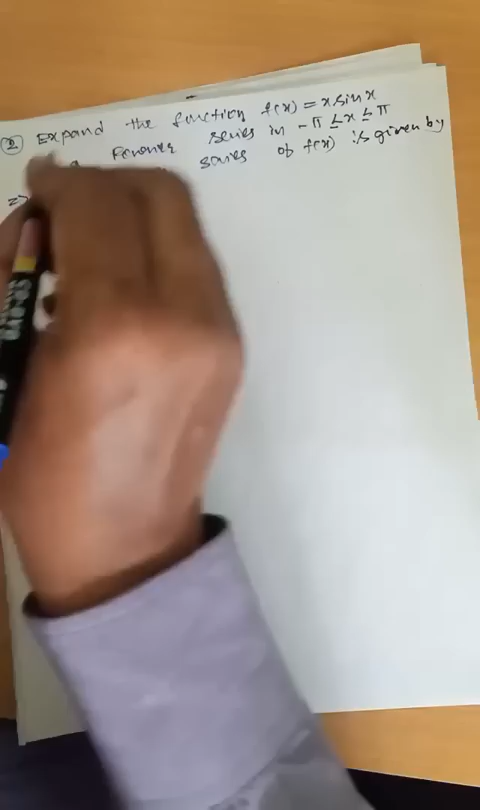 ② Expand the function f(x) = x sin x
Fourier series in -π ≤ x ≤ π
=> series of f(x) is given by